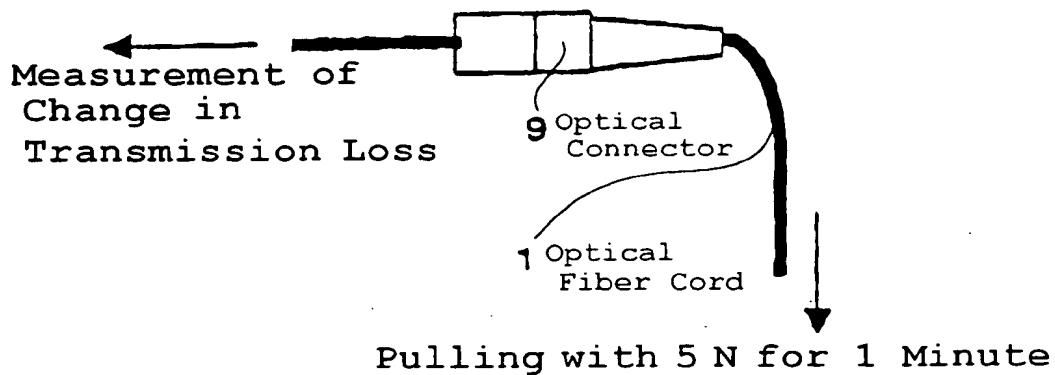 Measurement of
Change in
Transmission Loss
9 Optical
Connector
1 Optical
Fiber Cord
Pulling with 5 N for 1 Minute